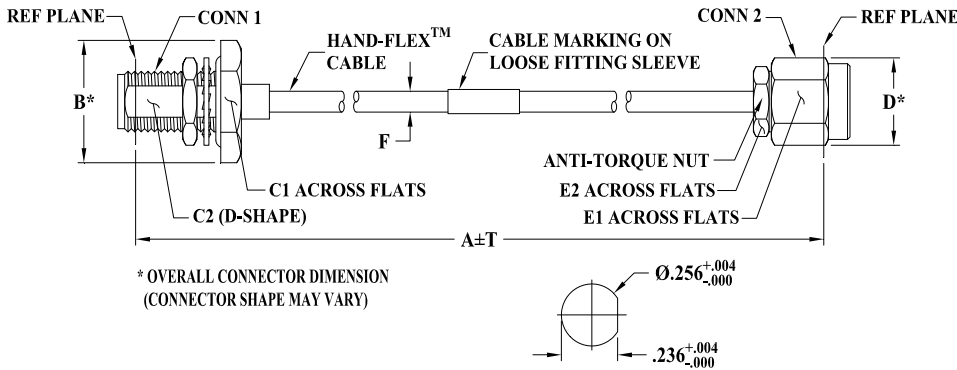 REF PLANE
CONN 1
HAND-FLEX™
CABLE
CABLE MARKING ON
LOOSE FITTING SLEEVE
CONN 2
REF PLANE
B*
F
D*
ANTI-TORQUE NUT
C1 ACROSS FLATS
E2 ACROSS FLATS
C2 (D-SHAPE)
E1 ACROSS FLATS
A±T
* OVERALL CONNECTOR DIMENSION
(CONNECTOR SHAPE MAY VARY)
Ø.256 +.004
-.000
.236 +.004
-.000